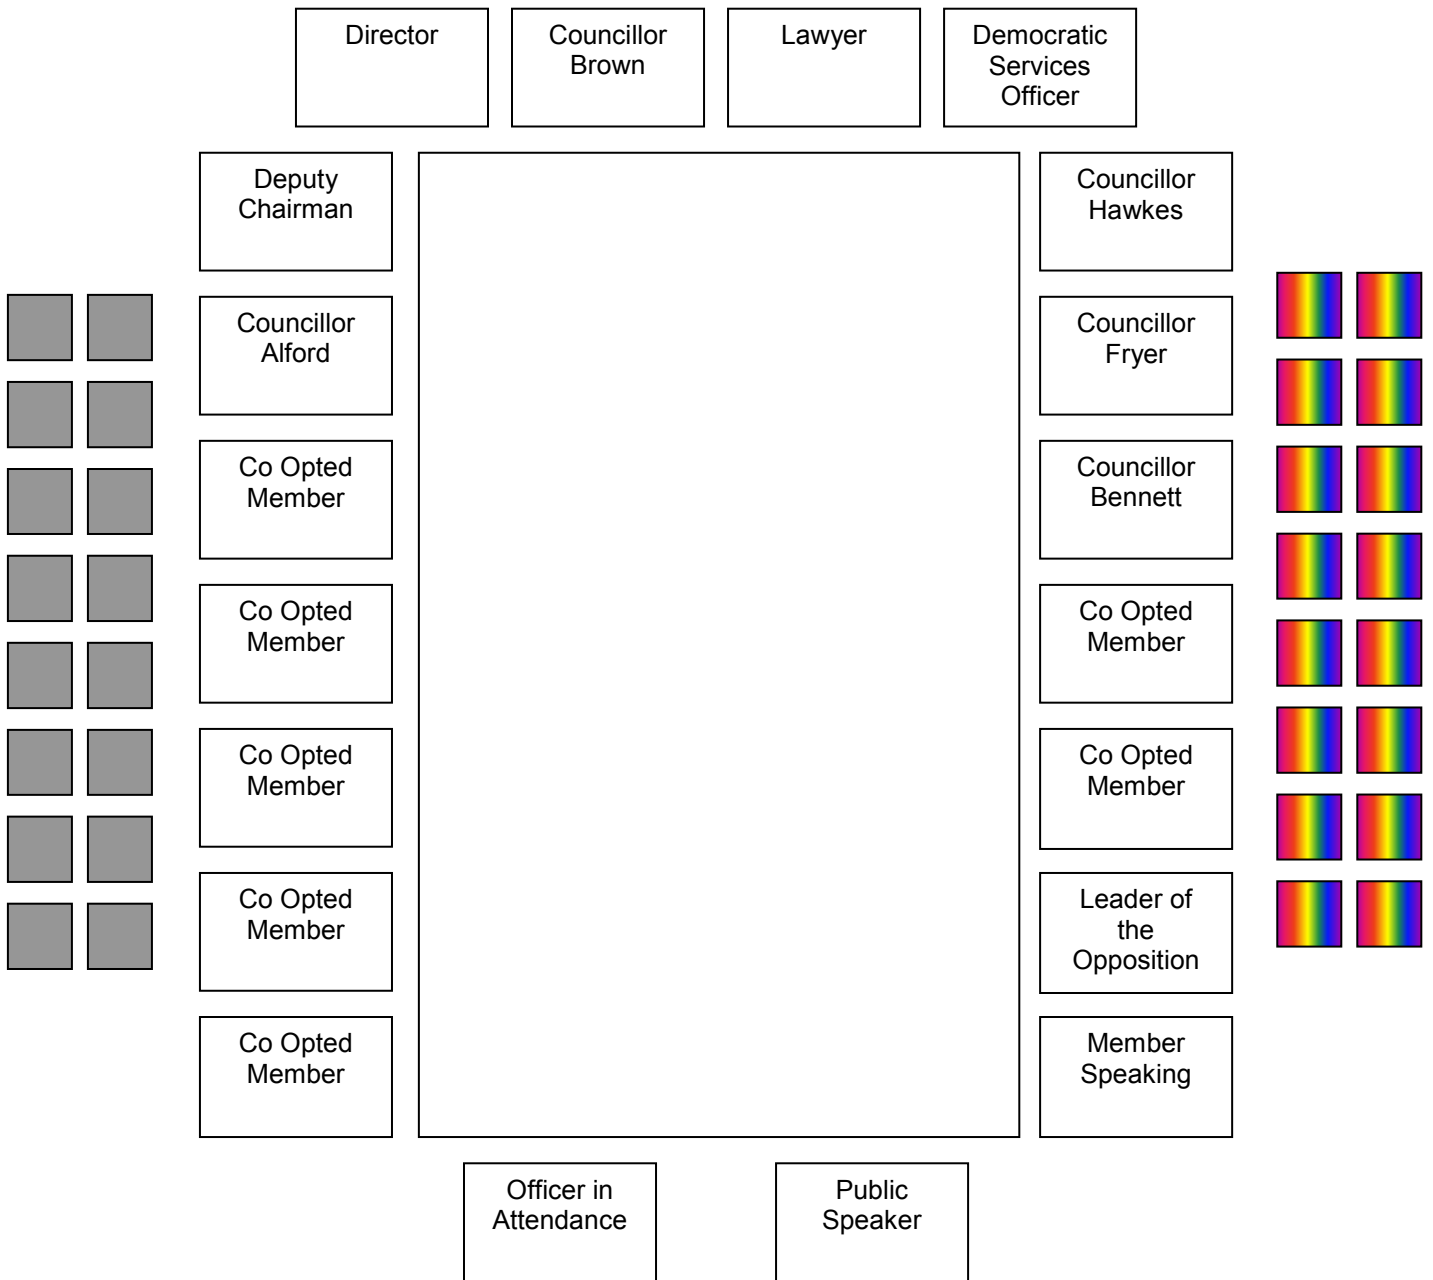 Director
Councillor
Brown
Lawyer
Democratic
Services
Officer
Deputy
Chairman
Councillor
Hawkes
Councillor
Alford
Councillor
Fryer
Co Opted
Member
Councillor
Bennett
Co Opted
Member
Co Opted
Member
Co Opted
Member
Co Opted
Member
Co Opted
Member
Leader of
the
Opposition
Co Opted
Member
Member
Speaking
Officer in
Attendance
Public
Speaker